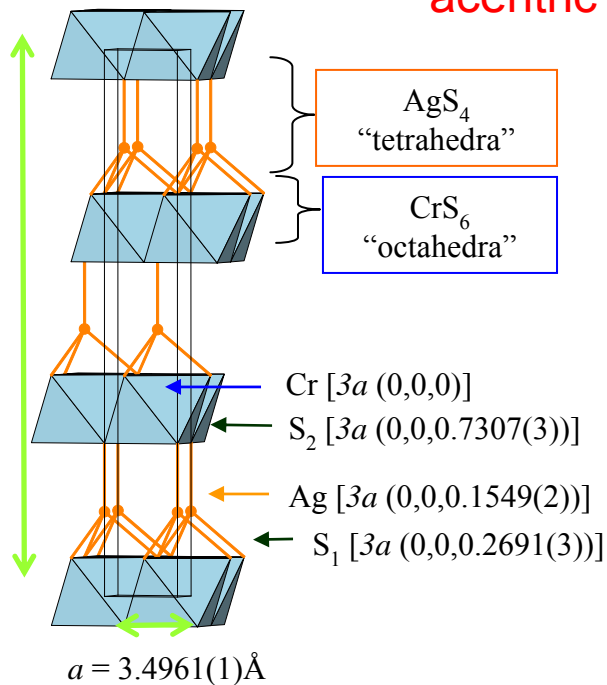 acentric
AgS₄
“tetrahedra”
CrS₆
“octahedra”
Cr [3a (0,0,0)]
S₂ [3a (0,0,0.7307(3))]
Ag [3a (0,0,0.1549(2))]
S₁ [3a (0,0,0.2691(3))]
a = 3.4961(1)Å